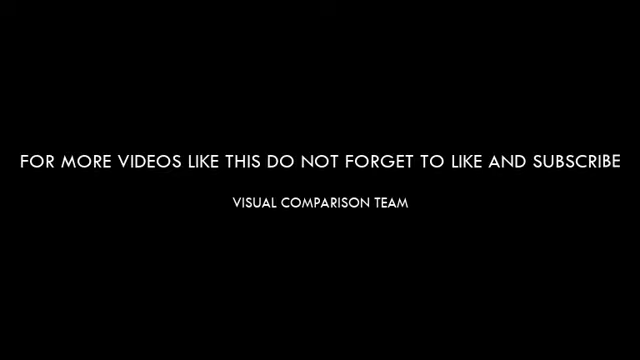 FOR MORE VIDEOS LIKE THIS DO NOT FORGET TO LIKE AND SUBSCRIBE
VISUAL COMPARISON TEAM